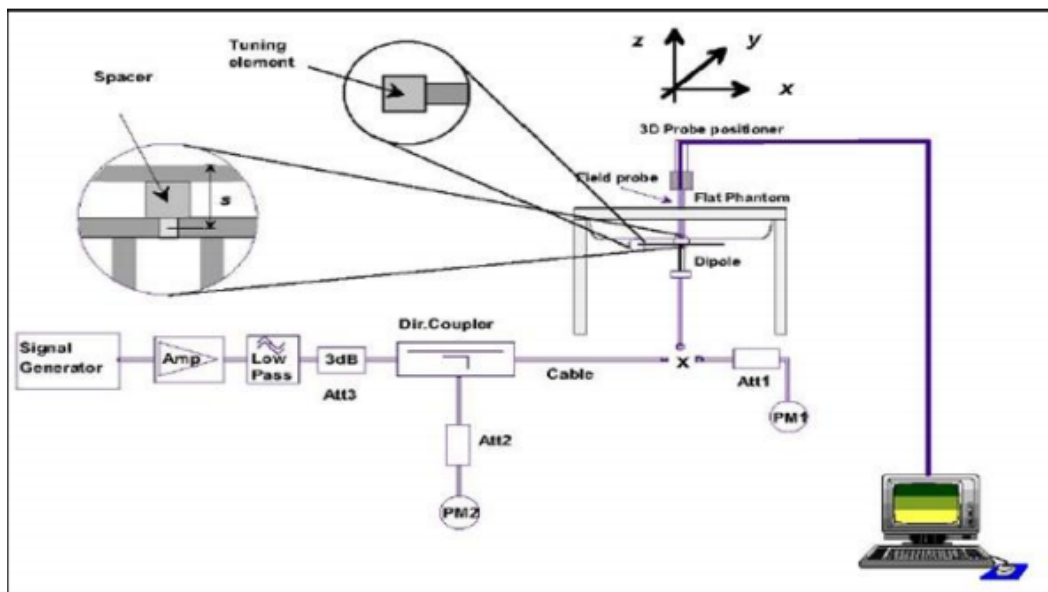 Tuning
element
Spacer
s
z
y
x
3D Probe positioner
Field probe
Flat Phantom
Dipole
Signal
Generator
Amp
Low
Pass
3dB
Att3
Dir.Coupler
Cable
X
Att1
PM1
Att2
PM2